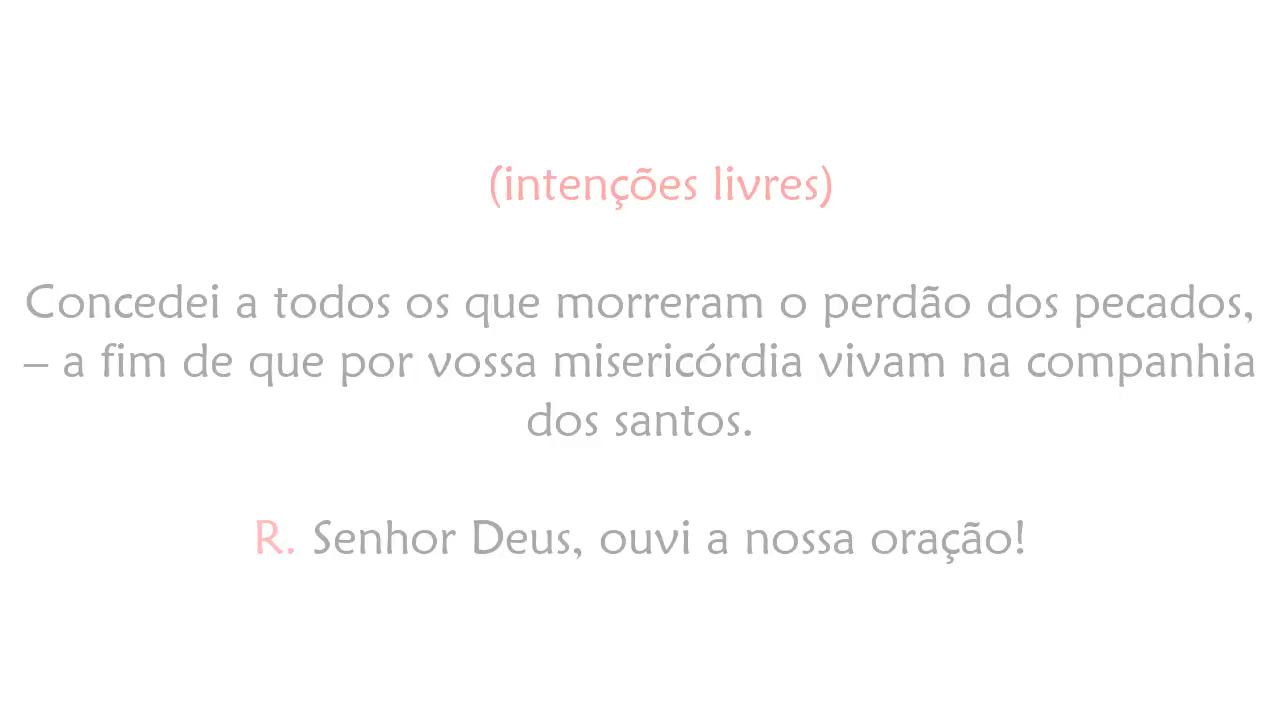 (intenções livres)
Concedei a todos os que morreram o perdão dos pecados,
– a fim de que por vossa misericórdia vivam na companhia
dos santos.
R. Senhor Deus, ouvi a nossa oração!